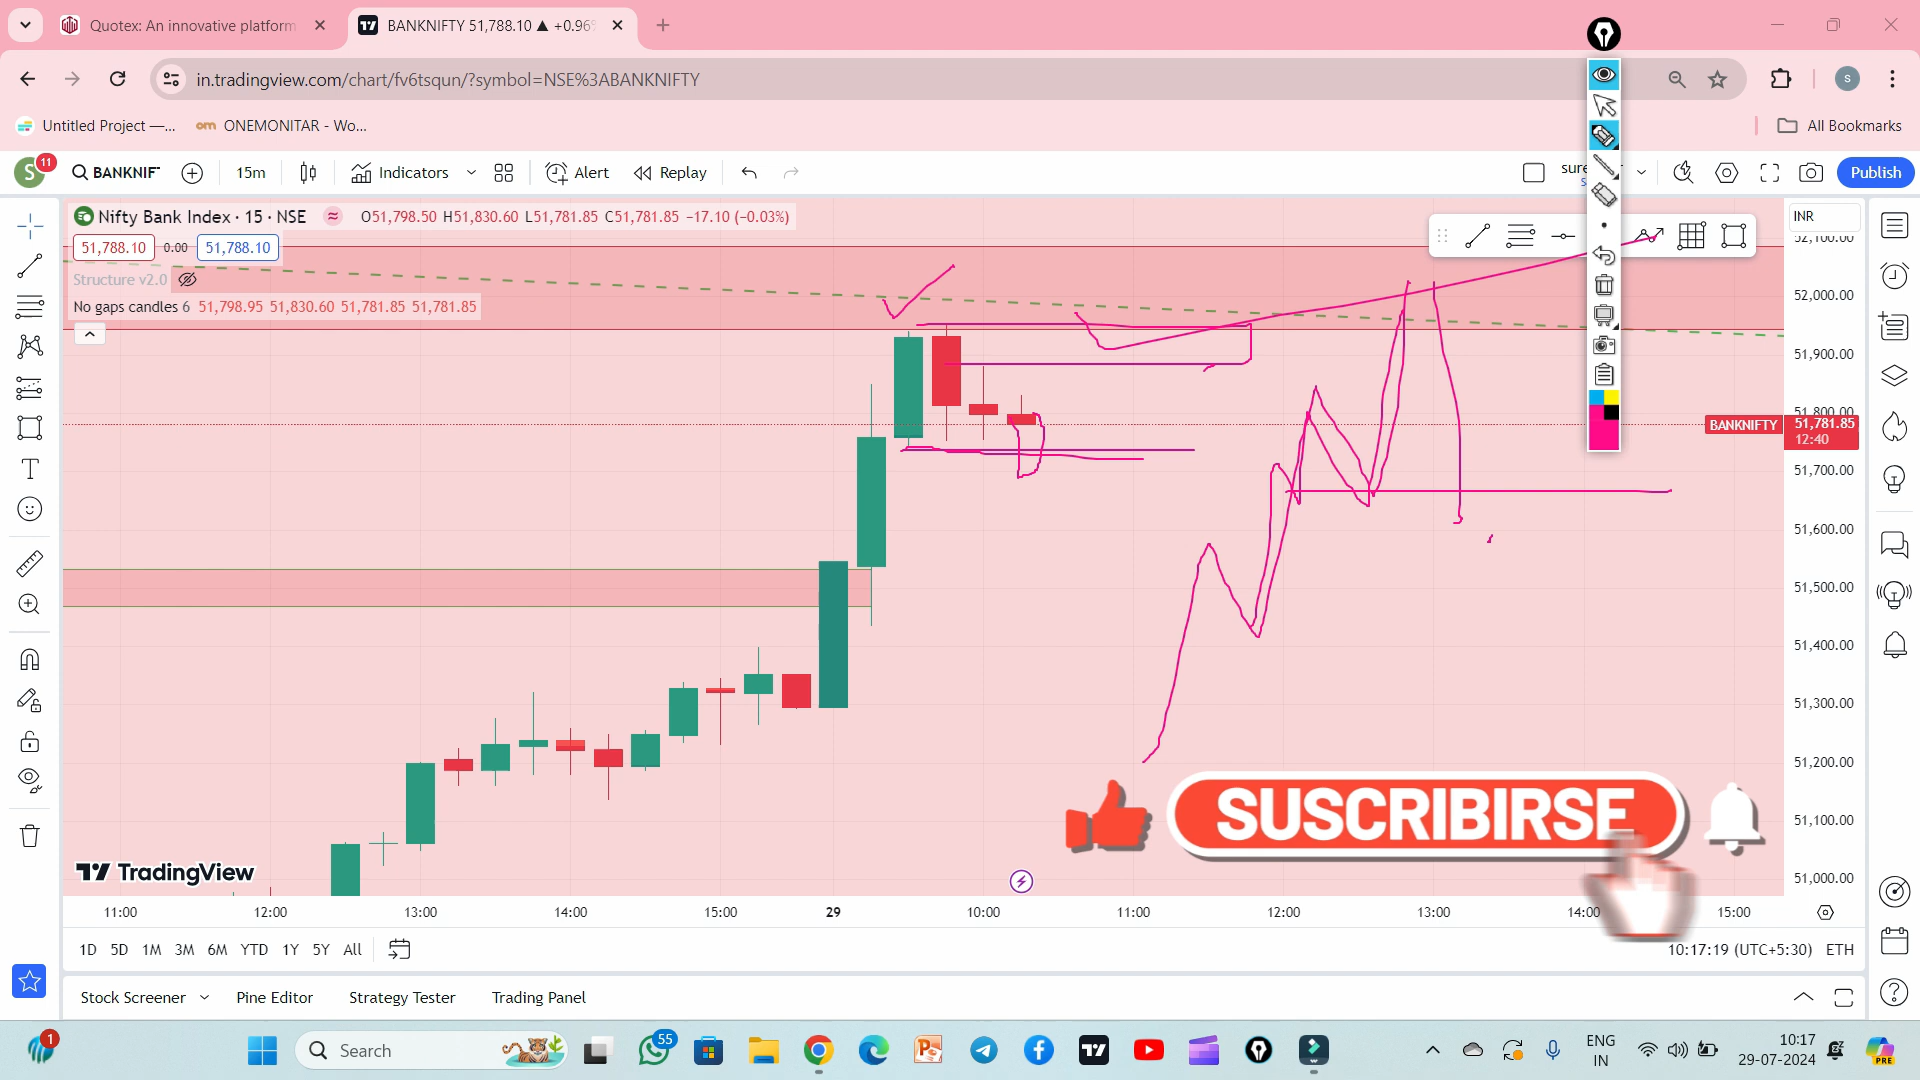 Quotex: An innovative platform
BANKNIFTY 51,788.10 ▲ +0.96
in.tradingview.com/chart/fv6tsqun/?symbol=NSE%3ABANKNIFTY
S
Untitled Project —...
om ONEMONITAR - Wo...
All Bookmarks
S 11
BANKNIF
15m
Indicators
Alert
Replay
sure
Publish
Nifty Bank Index · 15 · NSE
O51,798.50 H51,830.60 L51,781.85 C51,781.85 −17.10 (−0.03%)
51,788.10 0.00 51,788.10
Structure v2.0
No gaps candles 6 51,798.95 51,830.60 51,781.85 51,781.85
INR
52,100.00
52,000.00
51,900.00
51,800.00
BANKNIFTY 51,781.85
12:40
51,700.00
51,600.00
51,500.00
51,400.00
51,300.00
51,200.00
51,100.00
51,000.00
SUSCRIBIRSE
TradingView
11:00 12:00 13:00 14:00 15:00 29 10:00 11:00 12:00 13:00 14:00 15:00
1D 5D 1M 3M 6M YTD 1Y 5Y All
10:17:19 (UTC+5:30) ETH
Stock Screener Pine Editor Strategy Tester Trading Panel
1
Search
55
ENG
IN
10:17
29-07-2024
PRE